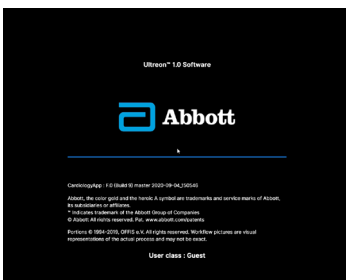 Ultreon™ 1.0 Software
Abbott
CardiologyApp : F.0 (Build 9) master 2020-09-04_150545
Abbott, the color gold and the heroic A symbol are trademarks and service marks of Abbott,
its subsidiaries or affiliates.
™ Indicates trademark of the Abbott Group of Companies
© Abbott All rights reserved. Pat. www.abbott.com/patents
Portions © 1994-2019, OFFIS e.V. All rights reserved. Workflow pictures are visual
representations of the actual process and may not be exact.
User class : Guest